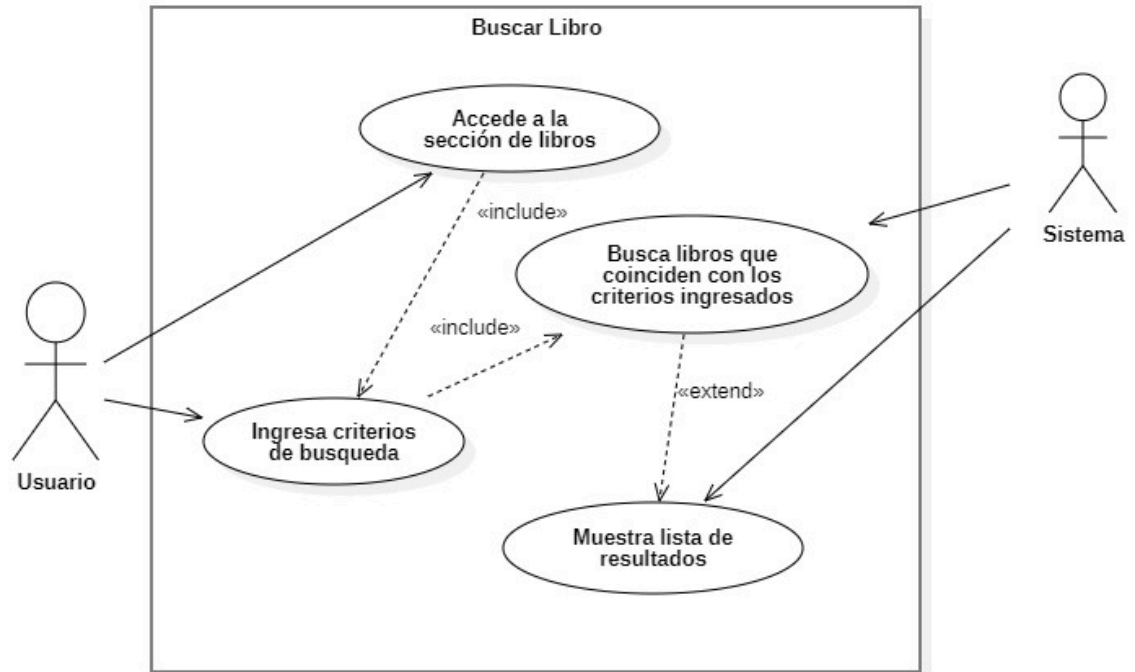 Buscar Libro
Accede a la
sección de libros
«include»
Busca libros que
coinciden con los
criterios ingresados
Sistema
«include»
«extend»
Ingresa criterios
de busqueda
Usuario
Muestra lista de
resultados